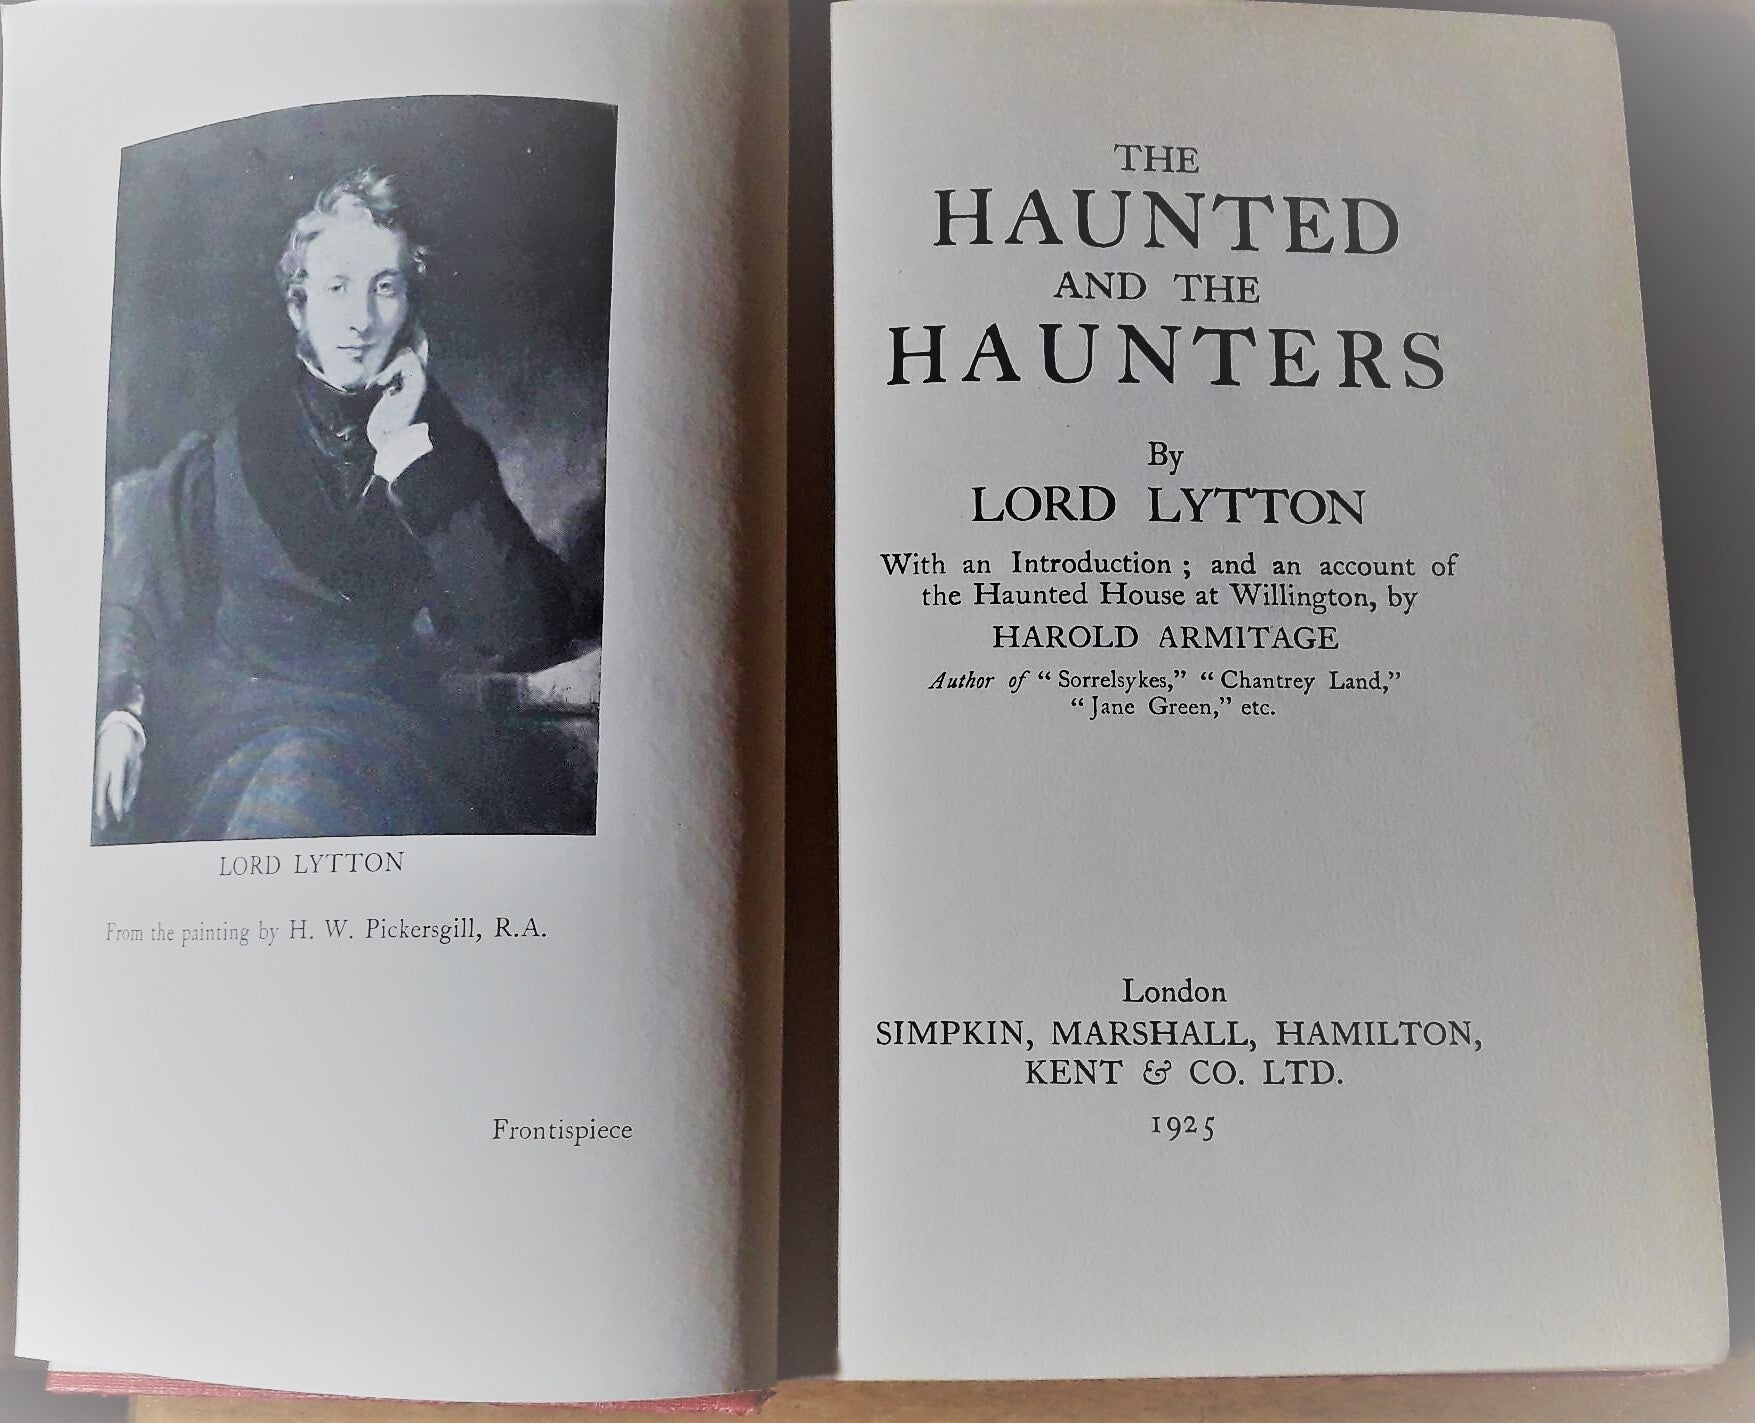 LORD LYTTON
From the painting by H. W. Pickersgill, R.A.
Frontispiece
THE
HAUNTED
AND THE
HAUNTERS
By
LORD LYTTON
With an Introduction ; and an account of
the Haunted House at Willington, by
HAROLD ARMITAGE
Author of “ Sorrelsykes,” “ Chantrey Land,”
“ Jane Green,” etc.
London
SIMPKIN, MARSHALL, HAMILTON,
KENT & CO. LTD.
1925